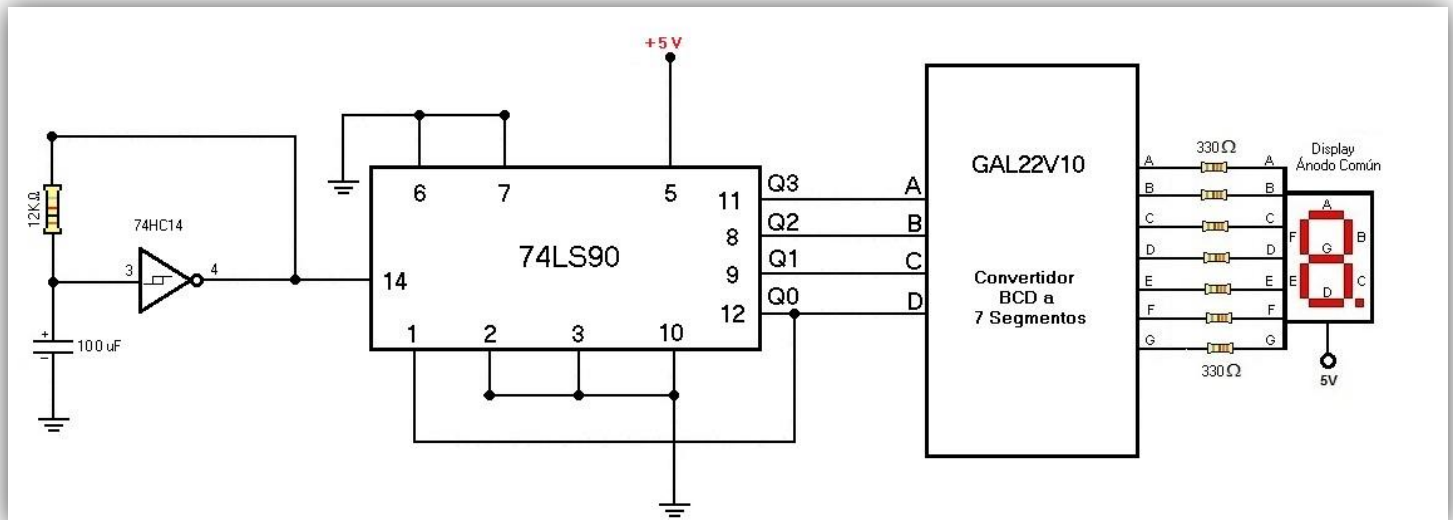 +5V
12KΩ
74HC14
3
4
+
-
100 uF
6
7
5
14
74LS90
11
8
9
12
1
2
3
10
Q3
Q2
Q1
Q0
A
B
C
D
GAL22V10
Convertidor
BCD a
7 Segmentos
A
B
C
D
E
F
G
330Ω
330Ω
A
B
C
D
E
F
G
Display
Ánodo Común
A
F
B
G
E
C
D
5V